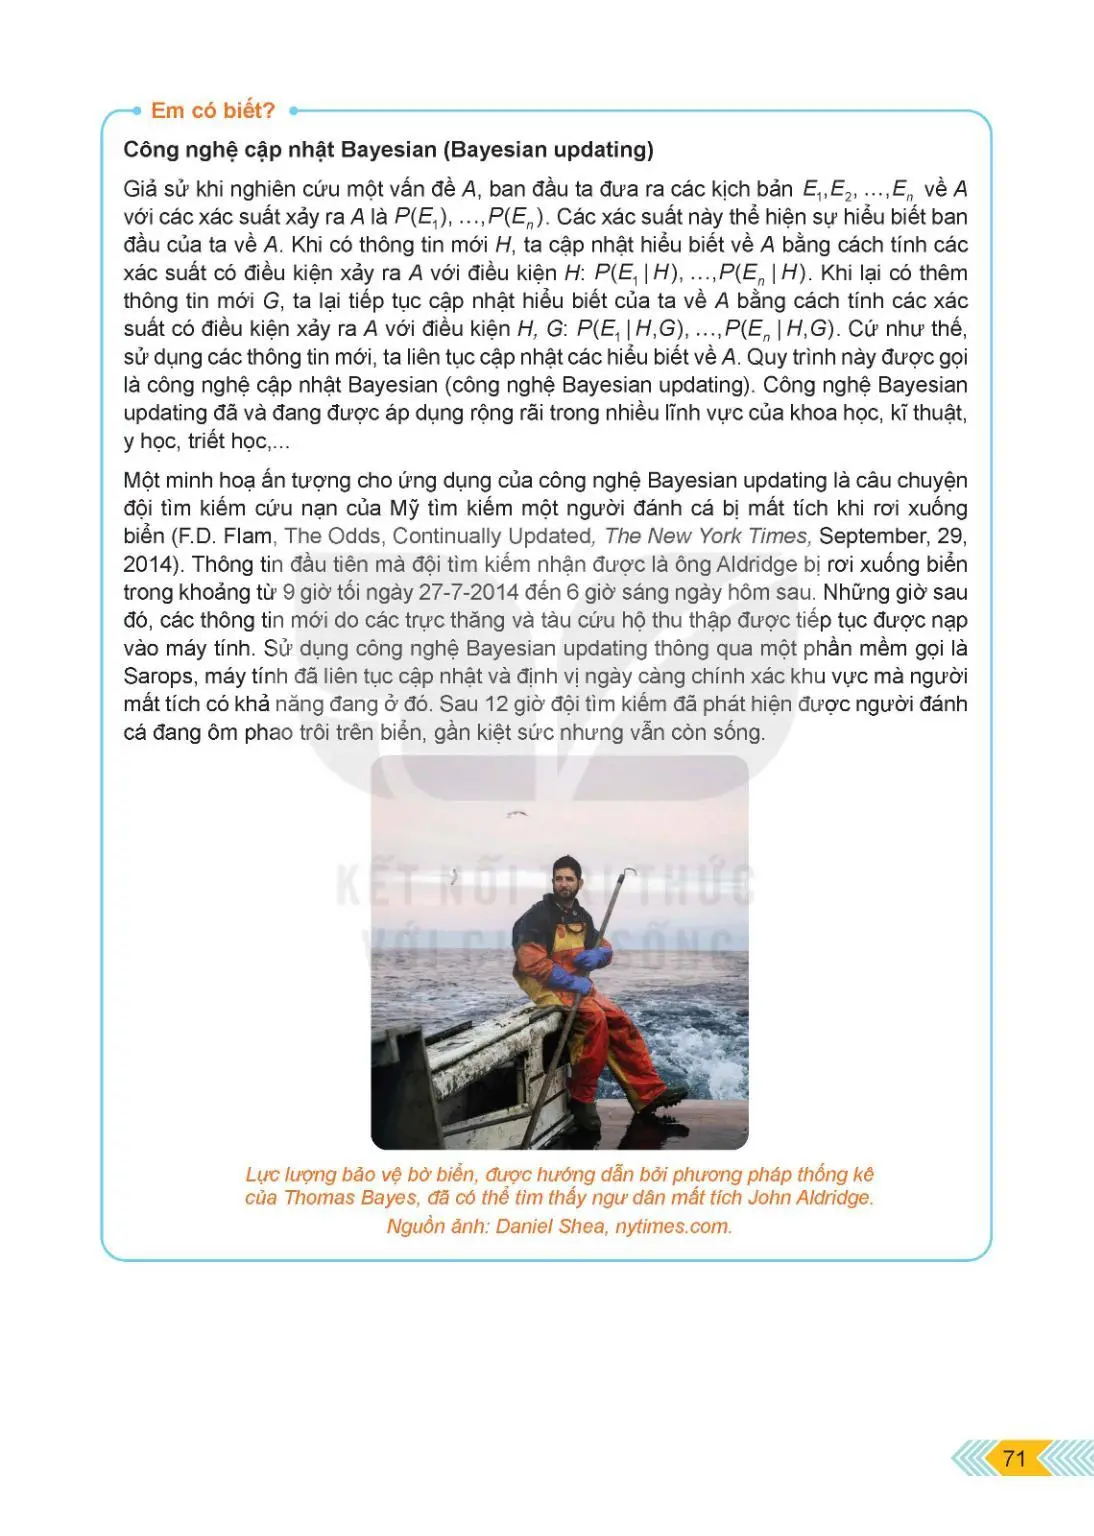 Em có biết?
Công nghệ cập nhật Bayesian (Bayesian updating)
Giả sử khi nghiên cứu một vấn đề A, ban đầu ta đưa ra các kịch bản E₁,E₂, ...,Eₙ về A
với các xác suất xảy ra A là P(E₁), ...,P(Eₙ). Các xác suất này thể hiện sự hiểu biết ban
đầu của ta về A. Khi có thông tin mới H, ta cập nhật hiểu biết về A bằng cách tính các
xác suất có điều kiện xảy ra A với điều kiện H: P(E₁ | H), ...,P(Eₙ | H). Khi lại có thêm
thông tin mới G, ta lại tiếp tục cập nhật hiểu biết của ta về A bằng cách tính các xác
suất có điều kiện xảy ra A với điều kiện H, G: P(E₁ | H,G), ...,P(Eₙ | H,G). Cứ như thế,
sử dụng các thông tin mới, ta liên tục cập nhật các hiểu biết về A. Quy trình này được gọi
là công nghệ cập nhật Bayesian (công nghệ Bayesian updating). Công nghệ Bayesian
updating đã và đang được áp dụng rộng rãi trong nhiều lĩnh vực của khoa học, kĩ thuật,
y học, triết học,...
Một minh hoạ ấn tượng cho ứng dụng của công nghệ Bayesian updating là câu chuyện
đội tìm kiếm cứu nạn của Mỹ tìm kiếm một người đánh cá bị mất tích khi rơi xuống
biển (F.D. Flam, The Odds, Continually Updated, The New York Times, September, 29,
2014). Thông tin đầu tiên mà đội tìm kiếm nhận được là ông Aldridge bị rơi xuống biển
trong khoảng từ 9 giờ tối ngày 27-7-2014 đến 6 giờ sáng ngày hôm sau. Những giờ sau
đó, các thông tin mới do các trực thăng và tàu cứu hộ thu thập được tiếp tục được nạp
vào máy tính. Sử dụng công nghệ Bayesian updating thông qua một phần mềm gọi là
Sarops, máy tính đã liên tục cập nhật và định vị ngày càng chính xác khu vực mà người
mất tích có khả năng đang ở đó. Sau 12 giờ đội tìm kiếm đã phát hiện được người đánh
cá đang ôm phao trôi trên biển, gần kiệt sức nhưng vẫn còn sống.
KẾT NỐI TRI THỨC
VỚI CUỘC SỐNG
Lực lượng bảo vệ bờ biển, được hướng dẫn bởi phương pháp thống kê
của Thomas Bayes, đã có thể tìm thấy ngư dân mất tích John Aldridge.
Nguồn ảnh: Daniel Shea, nytimes.com.
71